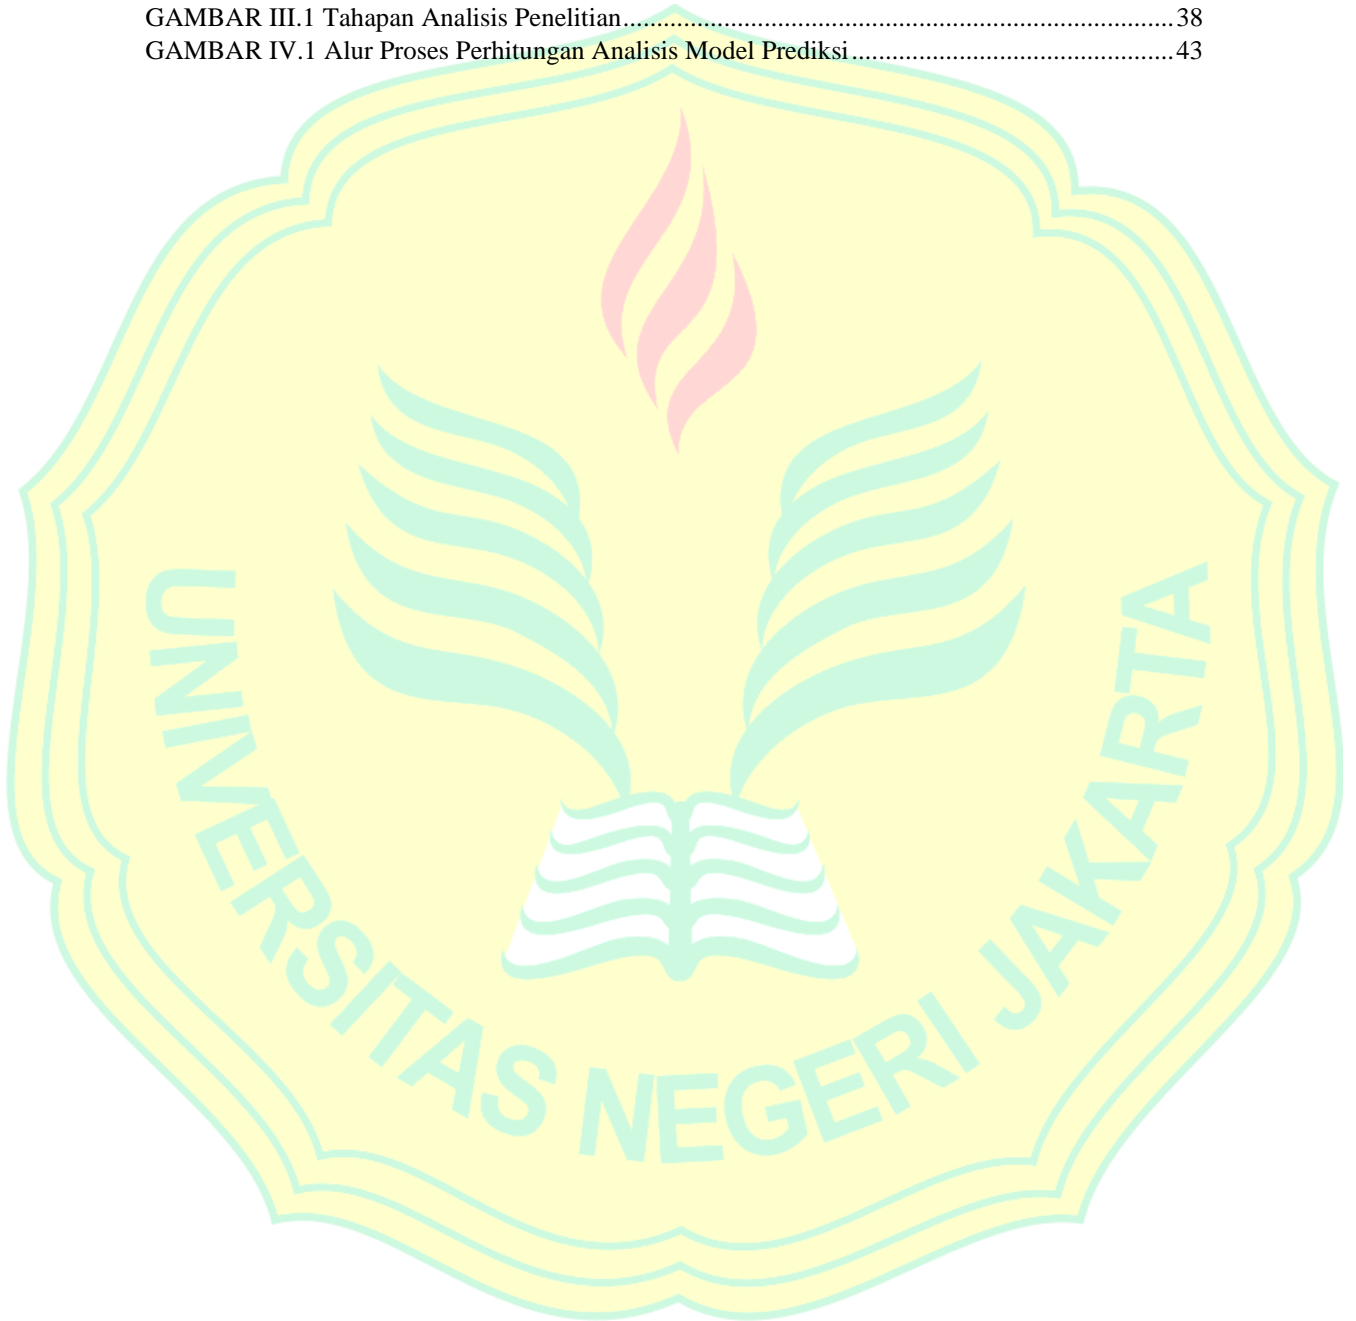 GAMBAR III.1 Tahapan Analisis Penelitian....................................................................................38
GAMBAR IV.1 Alur Proses Perhitungan Analisis Model Prediksi.................................................43
UNIVERSITAS NEGERI JAKARTA